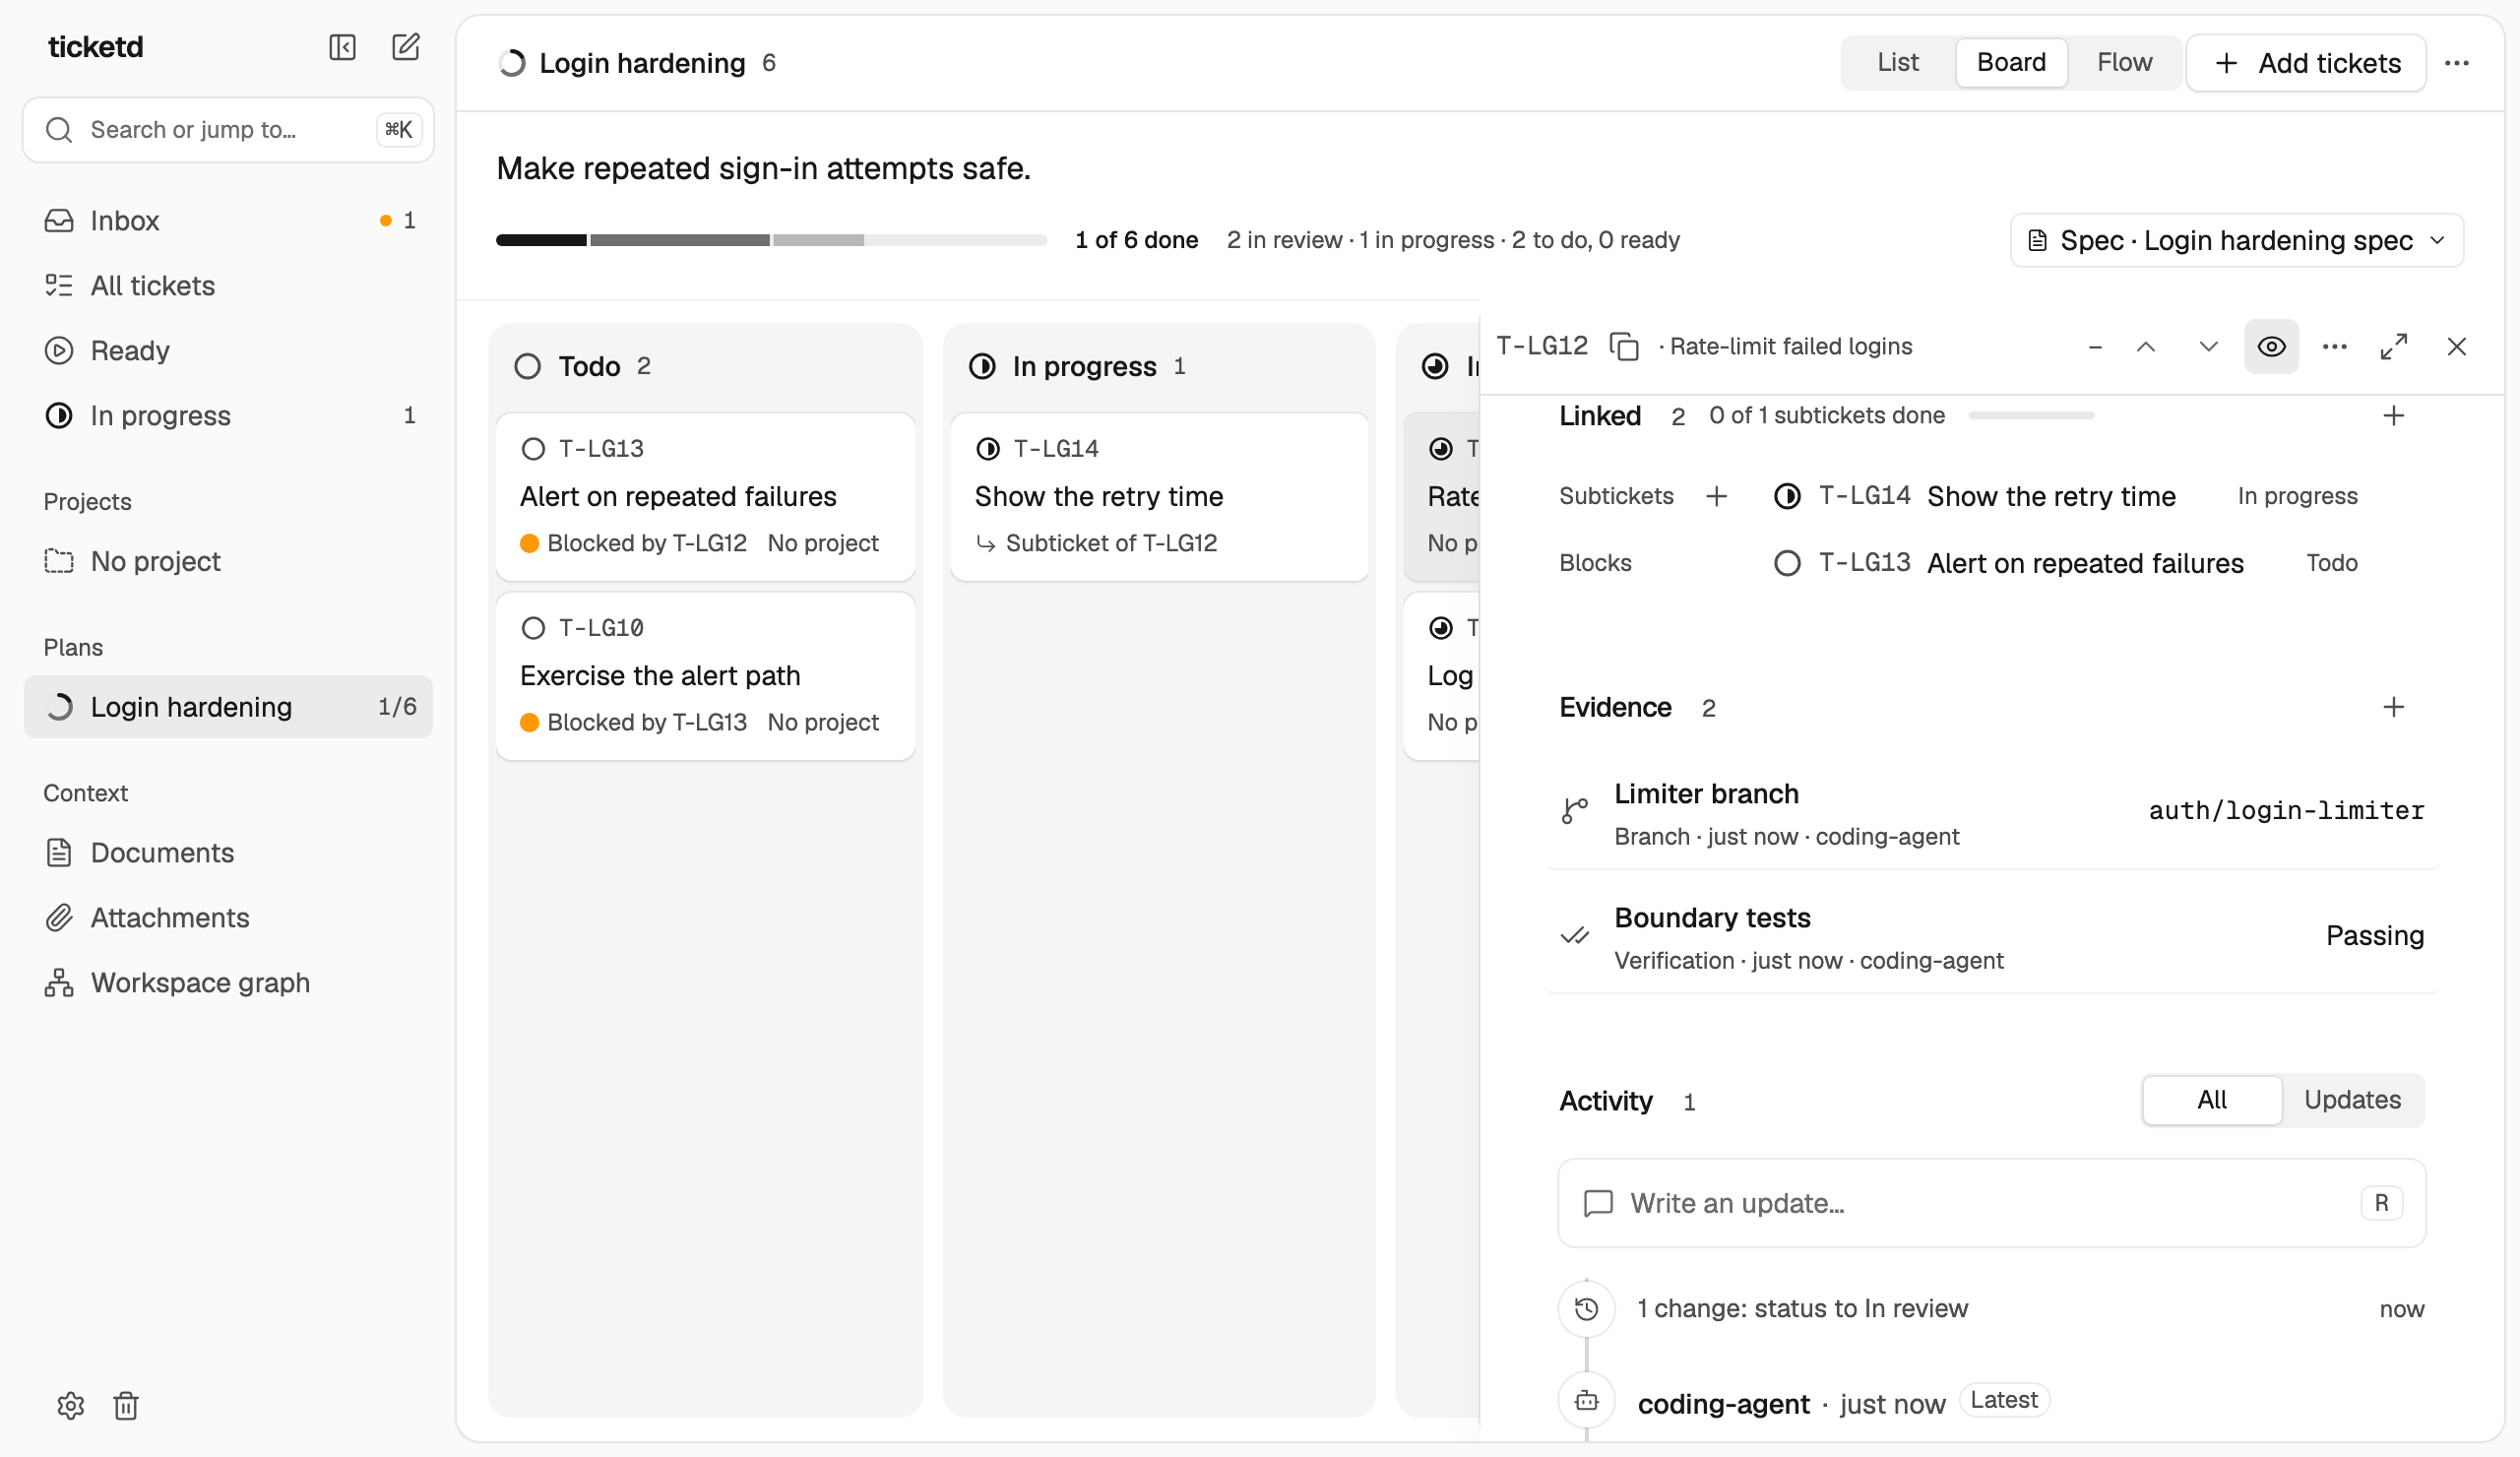 ticketd
Search or jump to...
⌘K
Inbox
1
All tickets
Ready
In progress
1
Projects
No project
Plans
Login hardening
1/6
Context
Documents
Attachments
Workspace graph
Login hardening 6
List
Board
Flow
+ Add tickets
Make repeated sign-in attempts safe.
1 of 6 done
2 in review · 1 in progress · 2 to do, 0 ready
Spec · Login hardening spec
Todo 2
T-LG13
Alert on repeated failures
Blocked by T-LG12 No project
T-LG10
Exercise the alert path
Blocked by T-LG13 No project
In progress 1
T-LG14
Show the retry time
Subticket of T-LG12
T
Rate
No p
T
Log
No p
T-LG12 · Rate-limit failed logins
Linked 2 0 of 1 subtickets done
Subtickets
T-LG14 Show the retry time In progress
Blocks
T-LG13 Alert on repeated failures Todo
Evidence 2
Limiter branch
Branch · just now · coding-agent
auth/login-limiter
Boundary tests
Verification · just now · coding-agent
Passing
Activity 1
All
Updates
Write an update...
R
1 change: status to In review
now
coding-agent · just now Latest